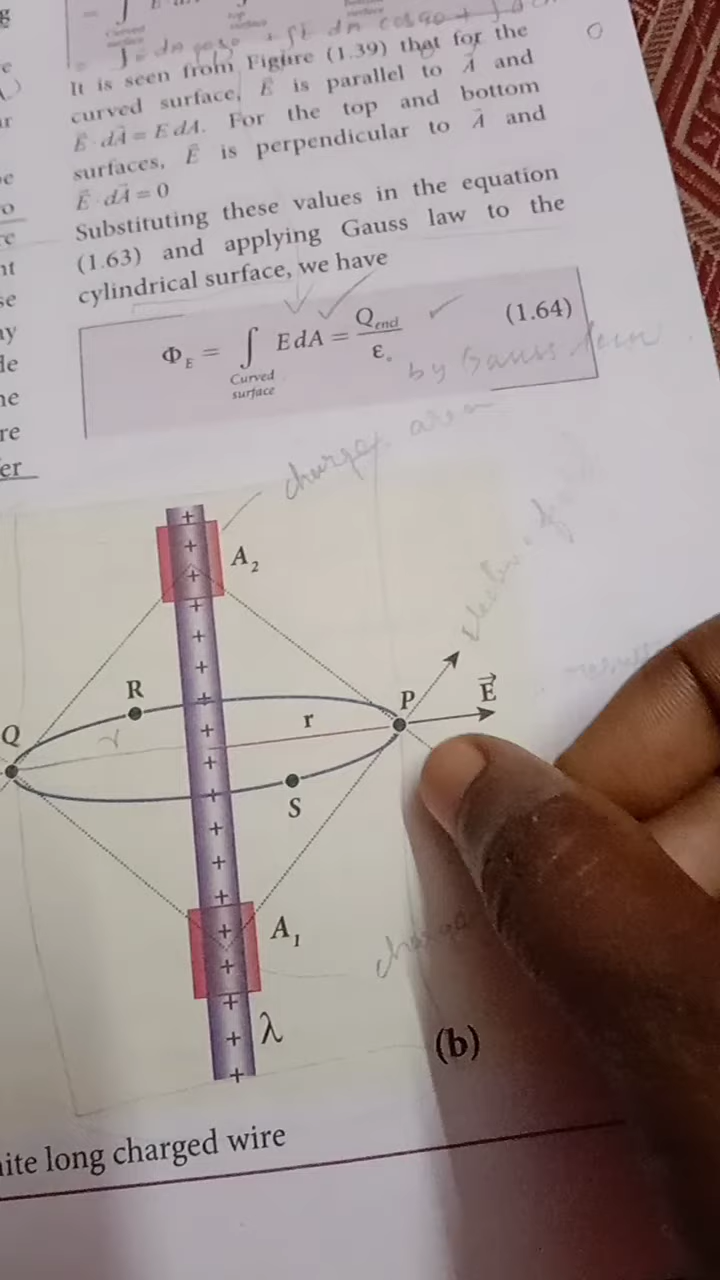 It is seen from Figure (1.39) that for the
curved surface, E⃗ is parallel to A⃗ and
E⃗ · dA⃗ = E dA. For the top and bottom
surfaces, E⃗ is perpendicular to A⃗ and
E⃗ · dA⃗ = 0
Substituting these values in the equation
(1.63) and applying Gauss law to the
cylindrical surface, we have
Φ_E = ∫ E dA = Q_encl / ε₀ (1.64)
Curved
surface
by Gauss law
charge area
A₂
R
Q
r
P
E⃗
r
S
A₁
charge
λ
(b)
long charged wire